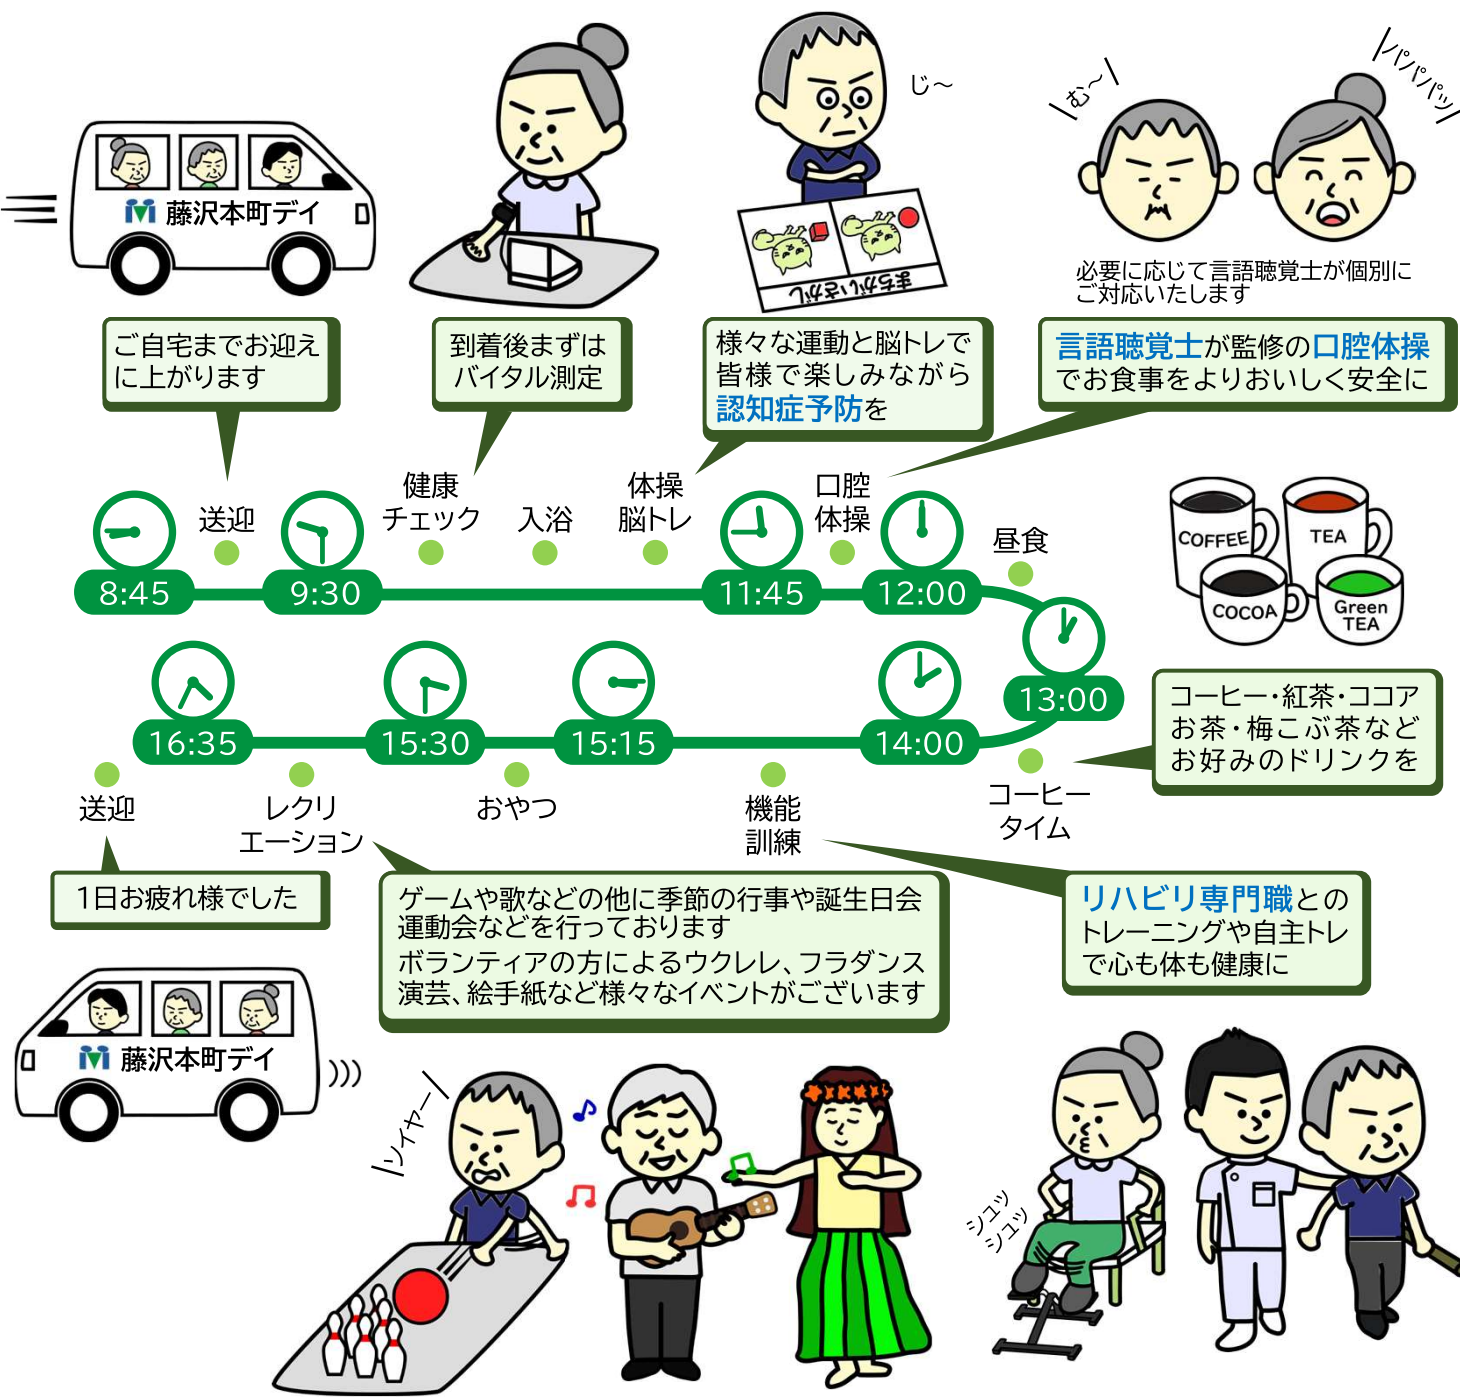 じ～
む～
パパパッ
藤沢本町デイ
まちがいさがし
必要に応じて言語聴覚士が個別に
ご対応いたします
ご自宅までお迎え
に上がります
到着後まずは
バイタル測定
様々な運動と脳トレで
皆様で楽しみながら
認知症予防を
言語聴覚士が監修の口腔体操
でお食事をよりおいしく安全に
送迎
健康
チェック
入浴
体操
脳トレ
口腔
体操
昼食
8:45
9:30
11:45
12:00
13:00
COFFEE
TEA
COCOA
Green
TEA
コーヒー・紅茶・ココア
お茶・梅こぶ茶など
お好みのドリンクを
16:35
15:30
15:15
14:00
送迎
レクリ
エーション
おやつ
機能
訓練
コーヒー
タイム
1日お疲れ様でした
ゲームや歌などの他に季節の行事や誕生日会
運動会などを行っております
ボランティアの方によるウクレレ、フラダンス
演芸、絵手紙など様々なイベントがございます
リハビリ専門職との
トレーニングや自主トレ
で心も体も健康に
藤沢本町デイ
ソイヤー
シュッ
シュッ